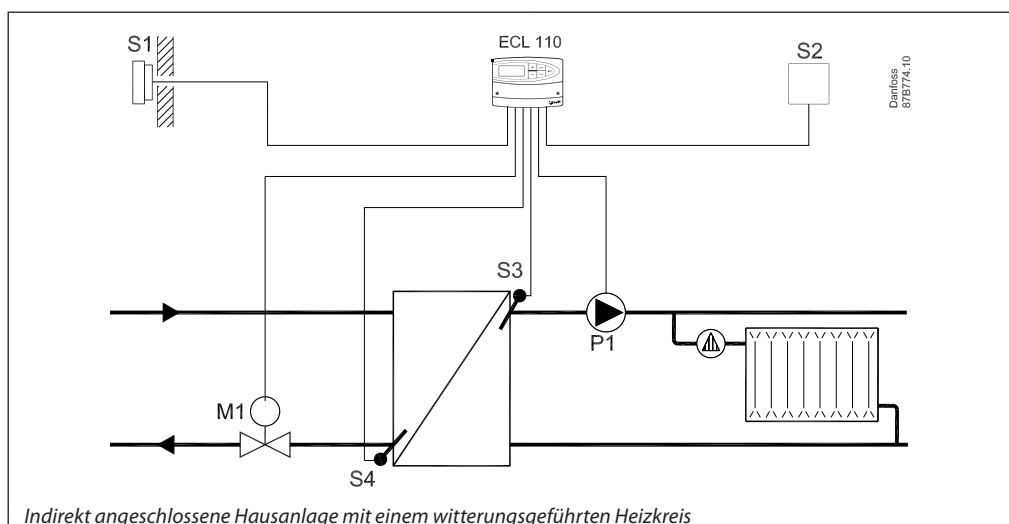 S1
ECL 110
S2
Danfoss
87B774.10
S3
P1
M1
S4
Indirekt angeschlossene Hausanlage mit einem witterungsgeführten Heizkreis